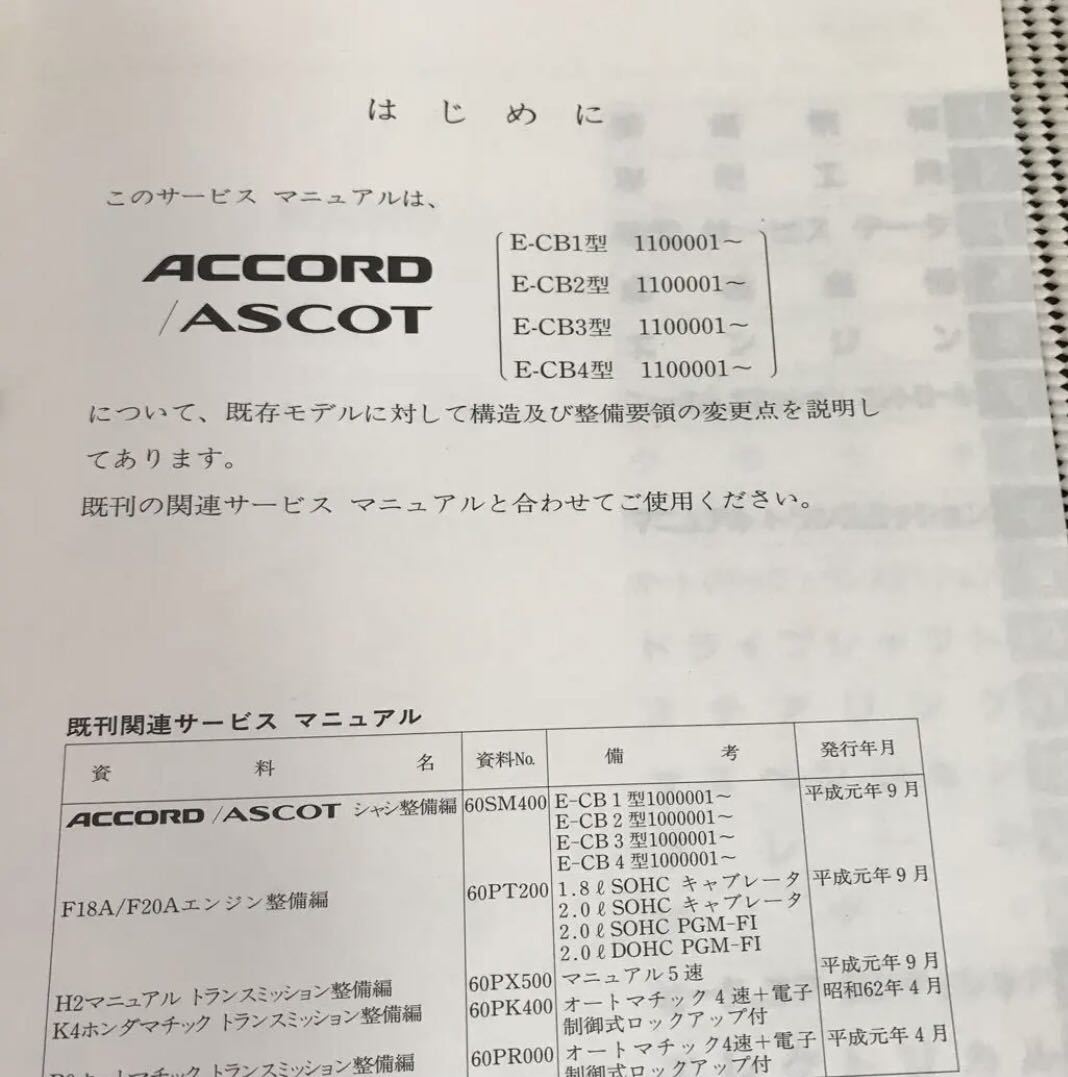 はじめに
このサービス マニュアルは、
ACCORD
/ASCOT
E-CB1型 1100001～
E-CB2型 1100001～
E-CB3型 1100001～
E-CB4型 1100001～
について、既存モデルに対して構造及び整備要領の変更点を説明し
てあります。
既刊の関連サービス マニュアルと合わせてご使用ください。
既刊関連サービス マニュアル
資料名 資料No. 備考 発行年月
ACCORD/ASCOT シャシ整備編 60SM400 E-CB1型1000001～ 平成元年9月
E-CB2型1000001～
E-CB3型1000001～
E-CB4型1000001～
F18A/F20Aエンジン整備編 60PT200 1.8ℓSOHC キャブレータ 平成元年9月
2.0ℓSOHC キャブレータ
2.0ℓSOHC PGM-FI
2.0ℓDOHC PGM-FI
H2マニュアル トランスミッション整備編 60PX500 マニュアル5速 平成元年9月
K4ホンダマチック トランスミッション整備編 60PK400 オートマチック4速＋電子 昭和62年4月
制御式ロックアップ付
オートマチック トランスミッション整備編 60PR000 オートマチック4速＋電子 平成元年4月
制御式ロックアップ付